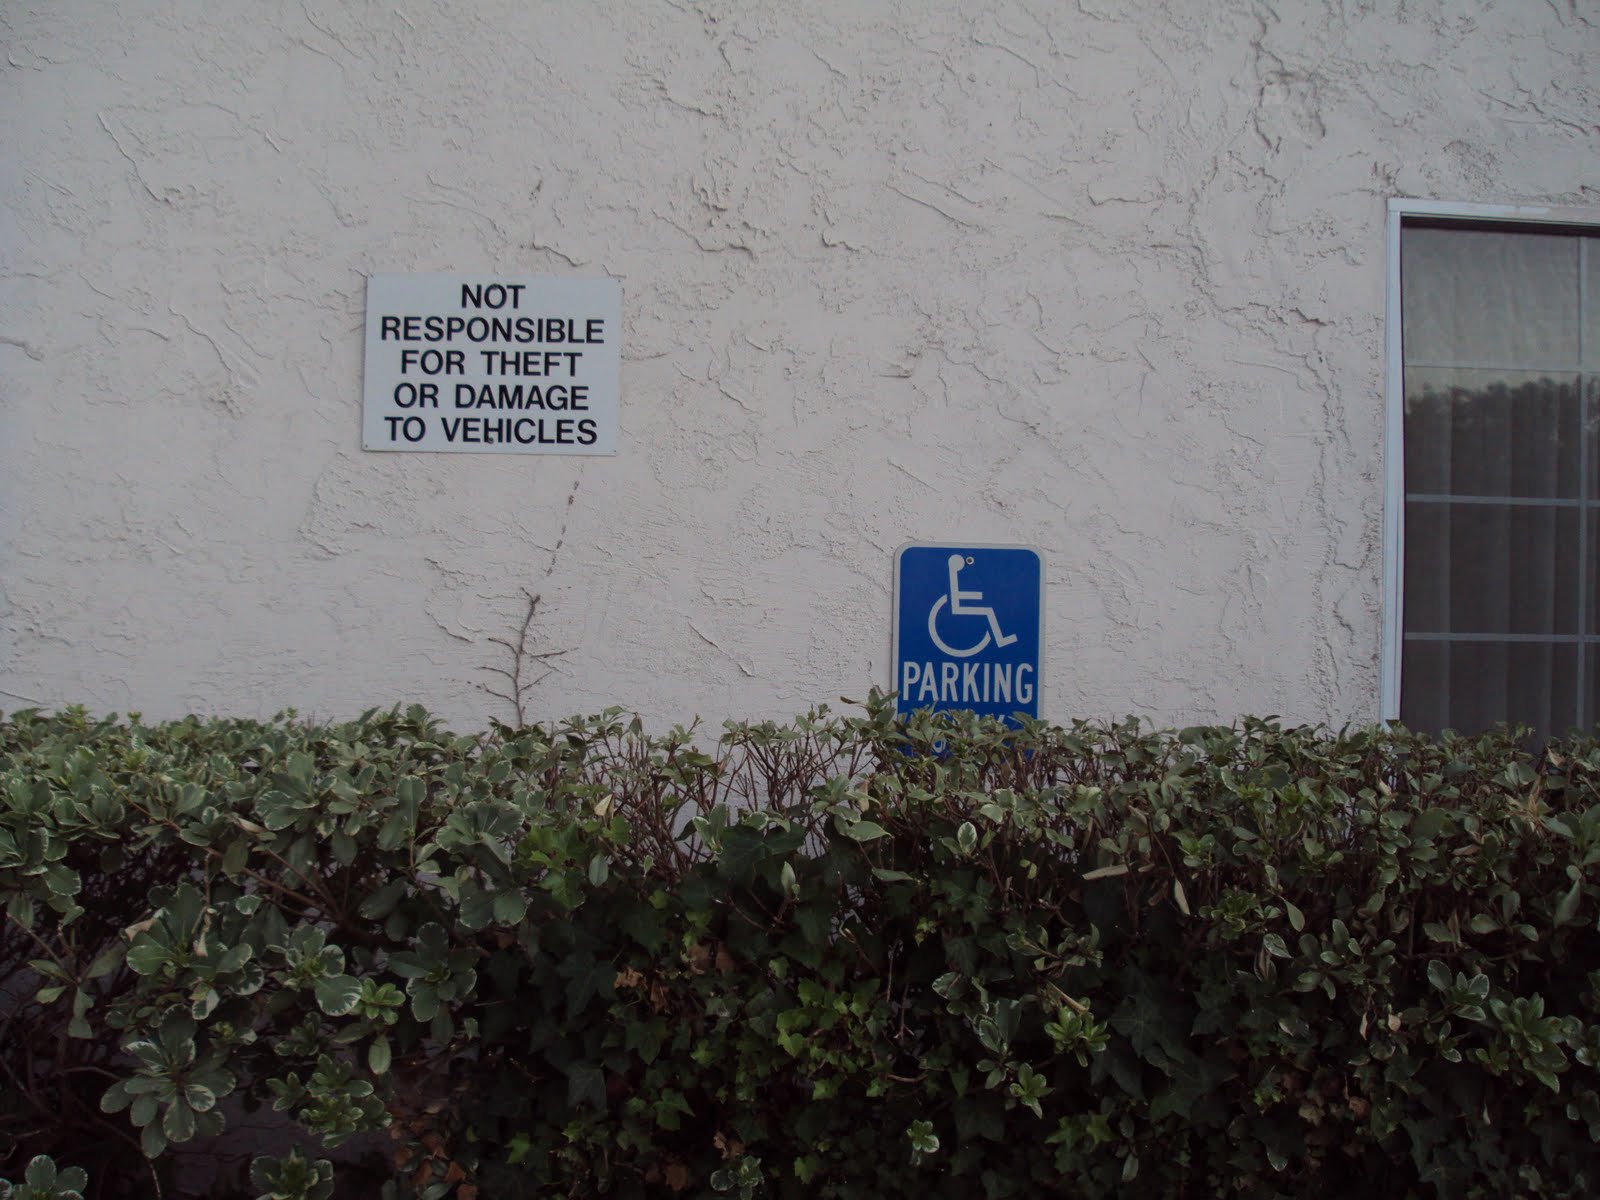 NOT
RESPONSIBLE
FOR THEFT
OR DAMAGE
TO VEHICLES
PARKING